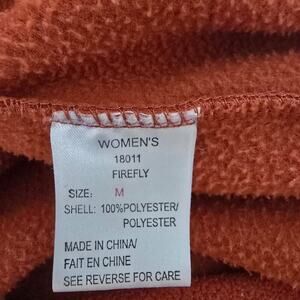 WOMEN'S
18011
FIREFLY
SIZE: M
SHELL: 100%POLYESTER/
POLYESTER
MADE IN CHINA/
FAIT EN CHINE
SEE REVERSE FOR CARE